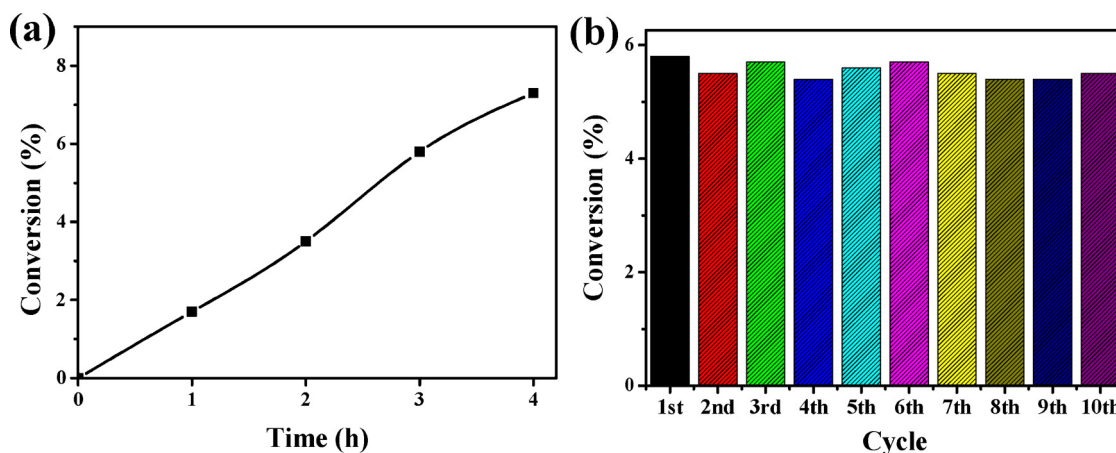 (a)
Conversion (%)
8
6
4
2
0
0 1 2 3 4
Time (h)
(b)
Conversion (%)
6
4
2
0
1st 2nd 3rd 4th 5th 6th 7th 8th 9th 10th
Cycle